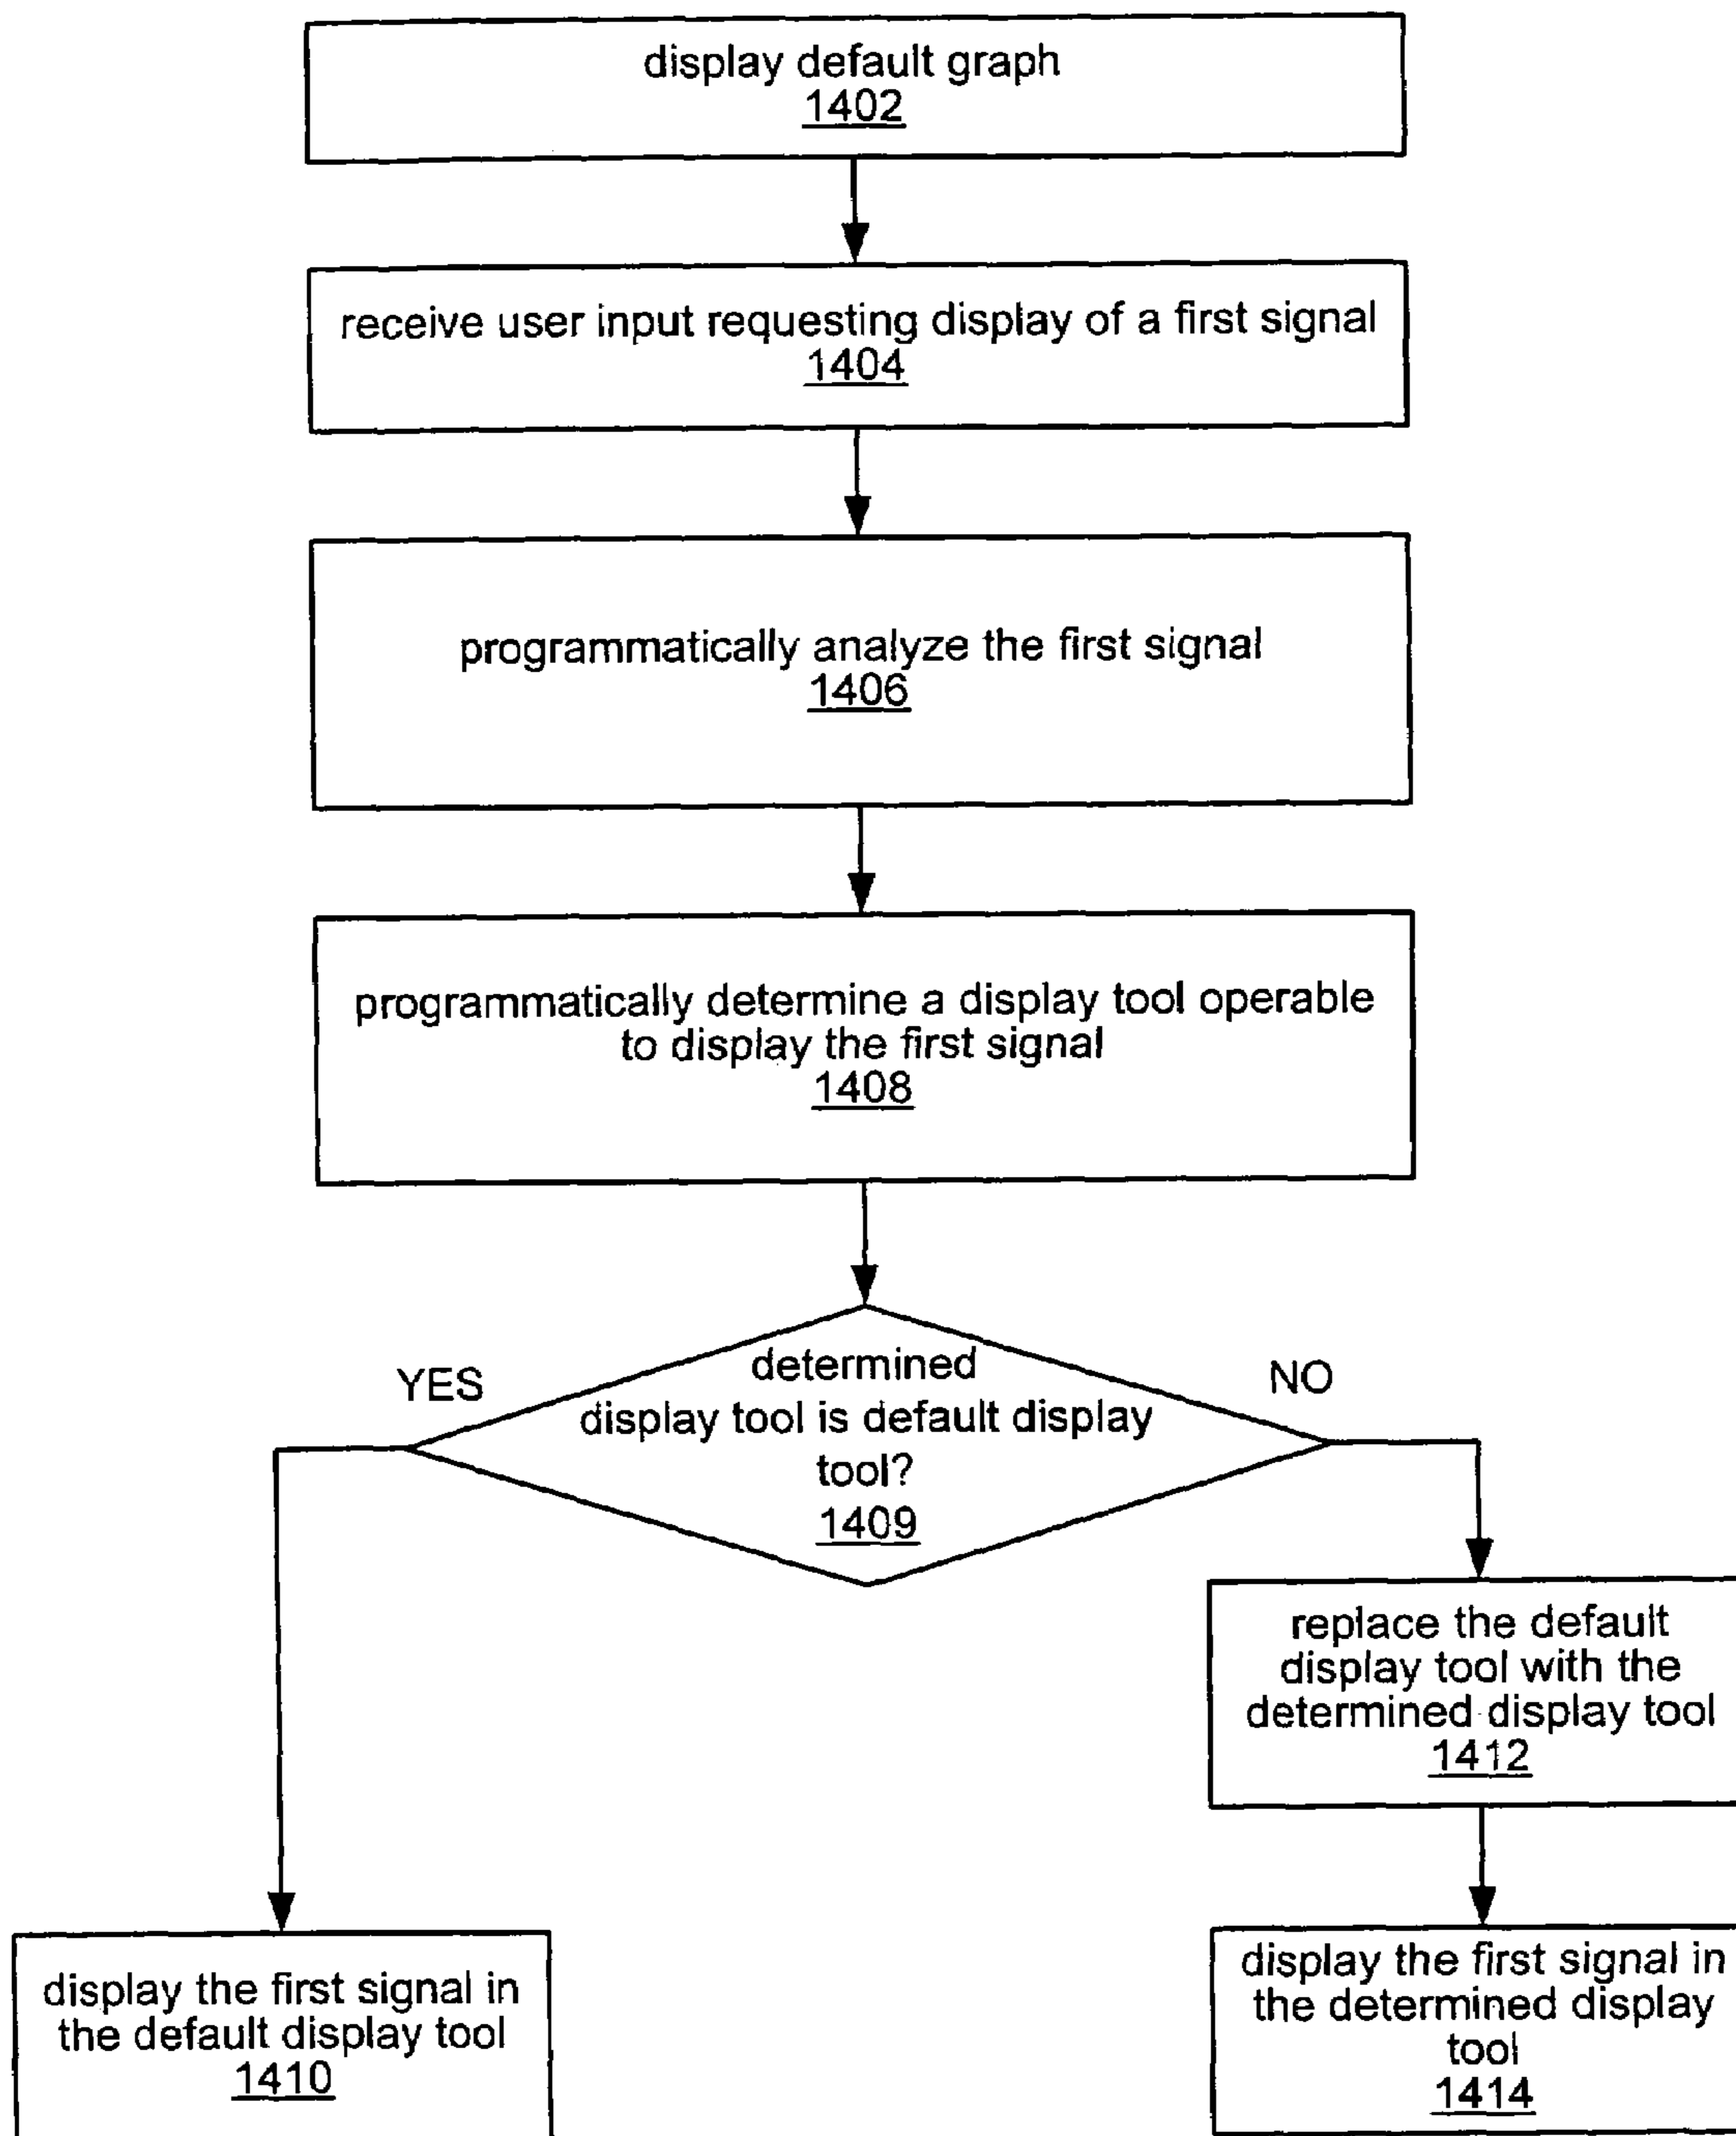 display default graph
1402
receive user input requesting display of a first signal
1404
programmatically analyze the first signal
1406
programmatically determine a display tool operable
to display the first signal
1408
YES
NO
determined
display tool is default display
tool?
1409
replace the default
display tool with the
determined display tool
1412
display the first signal in
the default display tool
1410
display the first signal in
the determined display
tool
1414